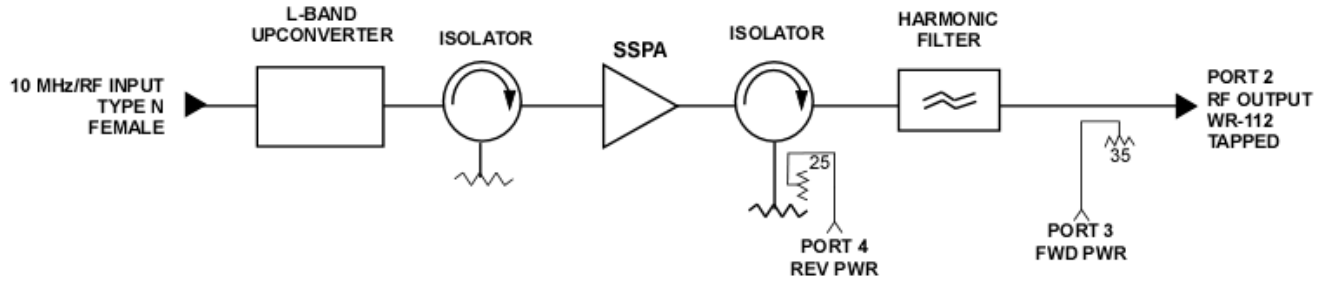 L-BAND
UPCONVERTER
ISOLATOR
SSPA
ISOLATOR
HARMONIC
FILTER
10 MHz/RF INPUT
TYPE N
FEMALE
PORT 2
RF OUTPUT
WR-112
TAPPED
25
35
PORT 4
REV PWR
PORT 3
FWD PWR